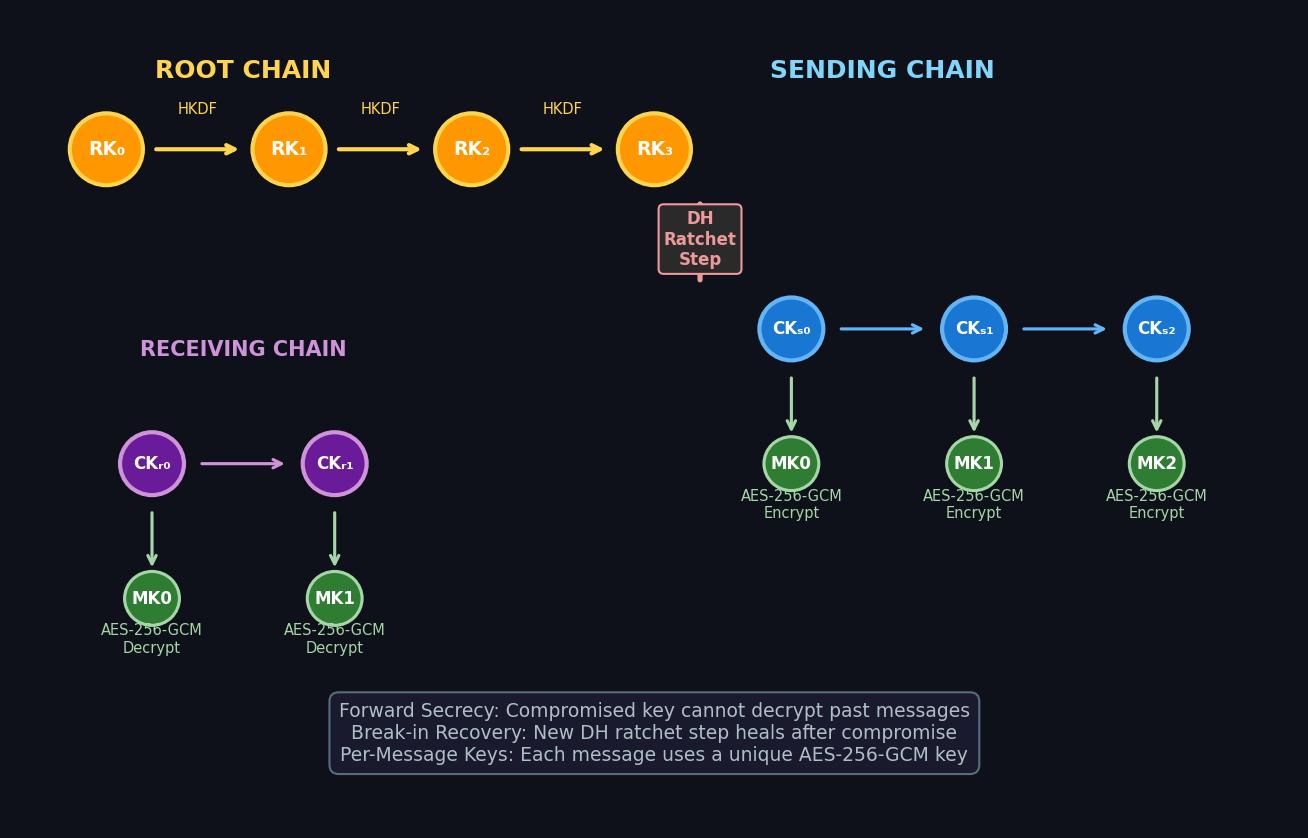 ROOT CHAIN
SENDING CHAIN
HKDF
HKDF
HKDF
RK₀
RK₁
RK₂
RK₃
DH
Ratchet
Step
CKₛ₀
CKₛ₁
CKₛ₂
RECEIVING CHAIN
CKᵣ₀
CKᵣ₁
MK0
MK1
MK2
AES-256-GCM
Encrypt
AES-256-GCM
Encrypt
AES-256-GCM
Encrypt
MK0
MK1
AES-256-GCM
Decrypt
AES-256-GCM
Decrypt
Forward Secrecy: Compromised key cannot decrypt past messages
Break-in Recovery: New DH ratchet step heals after compromise
Per-Message Keys: Each message uses a unique AES-256-GCM key